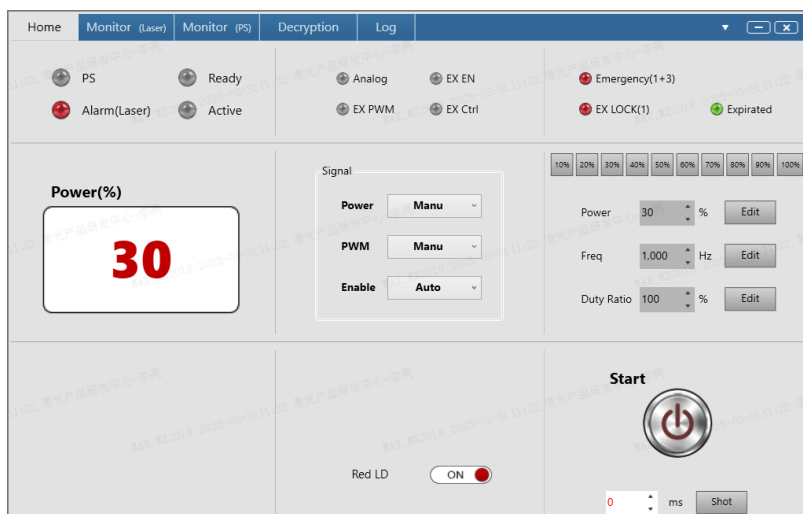 Home Monitor (Laser) Monitor (PS) Decryption Log
PS Ready Analog EX EN Emergency(1+3)
Alarm(Laser) Active EX PWM EX Ctrl EX LOCK(1) Expirated
10% 20% 30% 40% 50% 60% 70% 80% 90% 100%
Signal
Power(%)
Power Manu
Power 30 % Edit
30
PWM Manu
Freq 1,000 Hz Edit
Enable Auto
Duty Ratio 100 % Edit
Start
Red LD ON
0 ms Shot